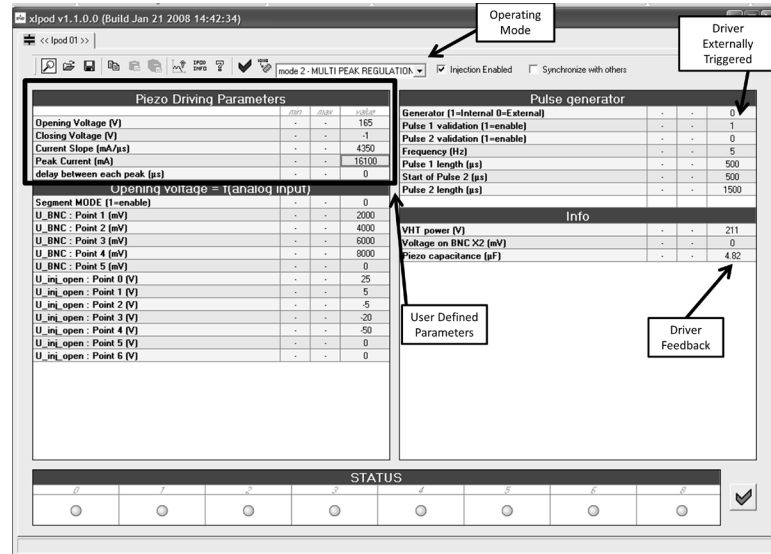 xIpod v1.1.0.0 (Build Jan 21 2008 14:42:34)
Operating
Mode
Driver
Externally
Triggered
<< Ipod 01 >>
mode 2 - MULTI PEAK REGULATION
Injection Enabled
Synchronize with others
Piezo Driving Parameters
min max value
Opening Voltage (V) - - 165
Closing Voltage (V) - - -1
Current Slope (mA/µs) - - 4350
Peak Current (mA) - - 16100
delay between each peak (µs) - - 0
Opening voltage = f(analog input)
Segment MODE (1=enable) - - 0
U_BNC : Point 1 (mV) - - 2000
U_BNC : Point 2 (mV) - - 4000
U_BNC : Point 3 (mV) - - 6000
U_BNC : Point 4 (mV) - - 8000
U_BNC : Point 5 (mV) - - 0
U_inj_open : Point 0 (V) - - 25
U_inj_open : Point 1 (V) - - 5
U_inj_open : Point 2 (V) - - -5
U_inj_open : Point 3 (V) - - -20
U_inj_open : Point 4 (V) - - -50
U_inj_open : Point 5 (V) - - 0
U_inj_open : Point 6 (V) - - 0
Pulse generator
Generator (1=Internal 0=External) - - 0
Pulse 1 validation (1=enable) - - 1
Pulse 2 validation (1=enable) - - 0
Frequency (Hz) - - 5
Pulse 1 length (µs) - - 500
Start of Pulse 2 (µs) - - 500
Pulse 2 length (µs) - - 1500
Info
VHT power (V) - - 211
Voltage on BNC X2 (mV) - - 0
Piezo capacitance (µF) - - 4.82
User Defined
Parameters
Driver
Feedback
STATUS
0 1 2 3 4 5 6 8